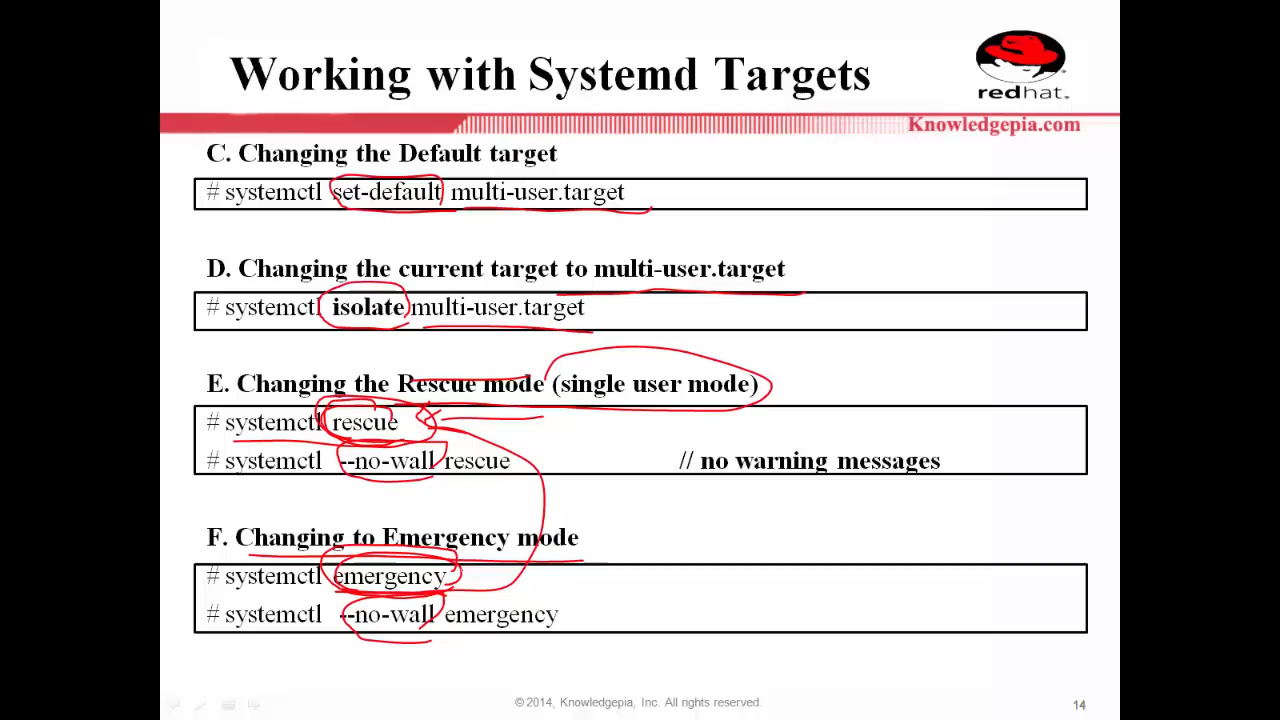 Working with Systemd Targets
redhat.
Knowledgepia.com
C. Changing the Default target
# systemctl set-default multi-user.target
D. Changing the current target to multi-user.target
# systemctl isolate multi-user.target
E. Changing the Rescue mode (single user mode)
# systemctl rescue
# systemctl --no-wall rescue // no warning messages
F. Changing to Emergency mode
# systemctl emergency
# systemctl --no-wall emergency
© 2014, Knowledgepia, Inc. All rights reserved.
14